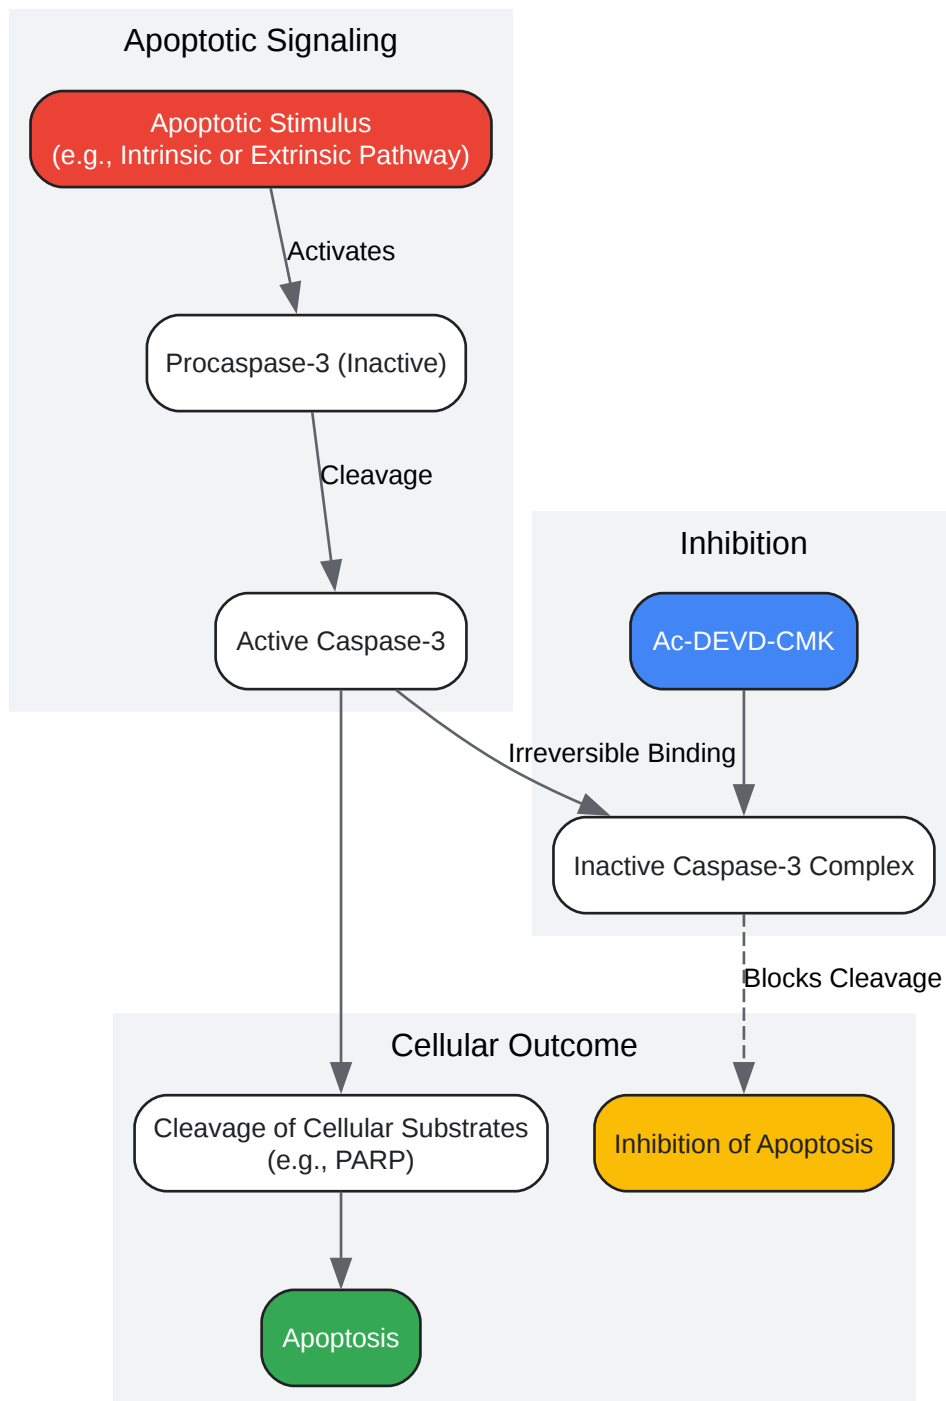 Apoptotic Signaling
Apoptotic Stimulus
(e.g., Intrinsic or Extrinsic Pathway)
Activates
Procaspase-3 (Inactive)
Cleavage
Active Caspase-3
Inhibition
Ac-DEVD-CMK
Irreversible Binding
Inactive Caspase-3 Complex
Blocks Cleavage
Cellular Outcome
Cleavage of Cellular Substrates
(e.g., PARP)
Inhibition of Apoptosis
Apoptosis